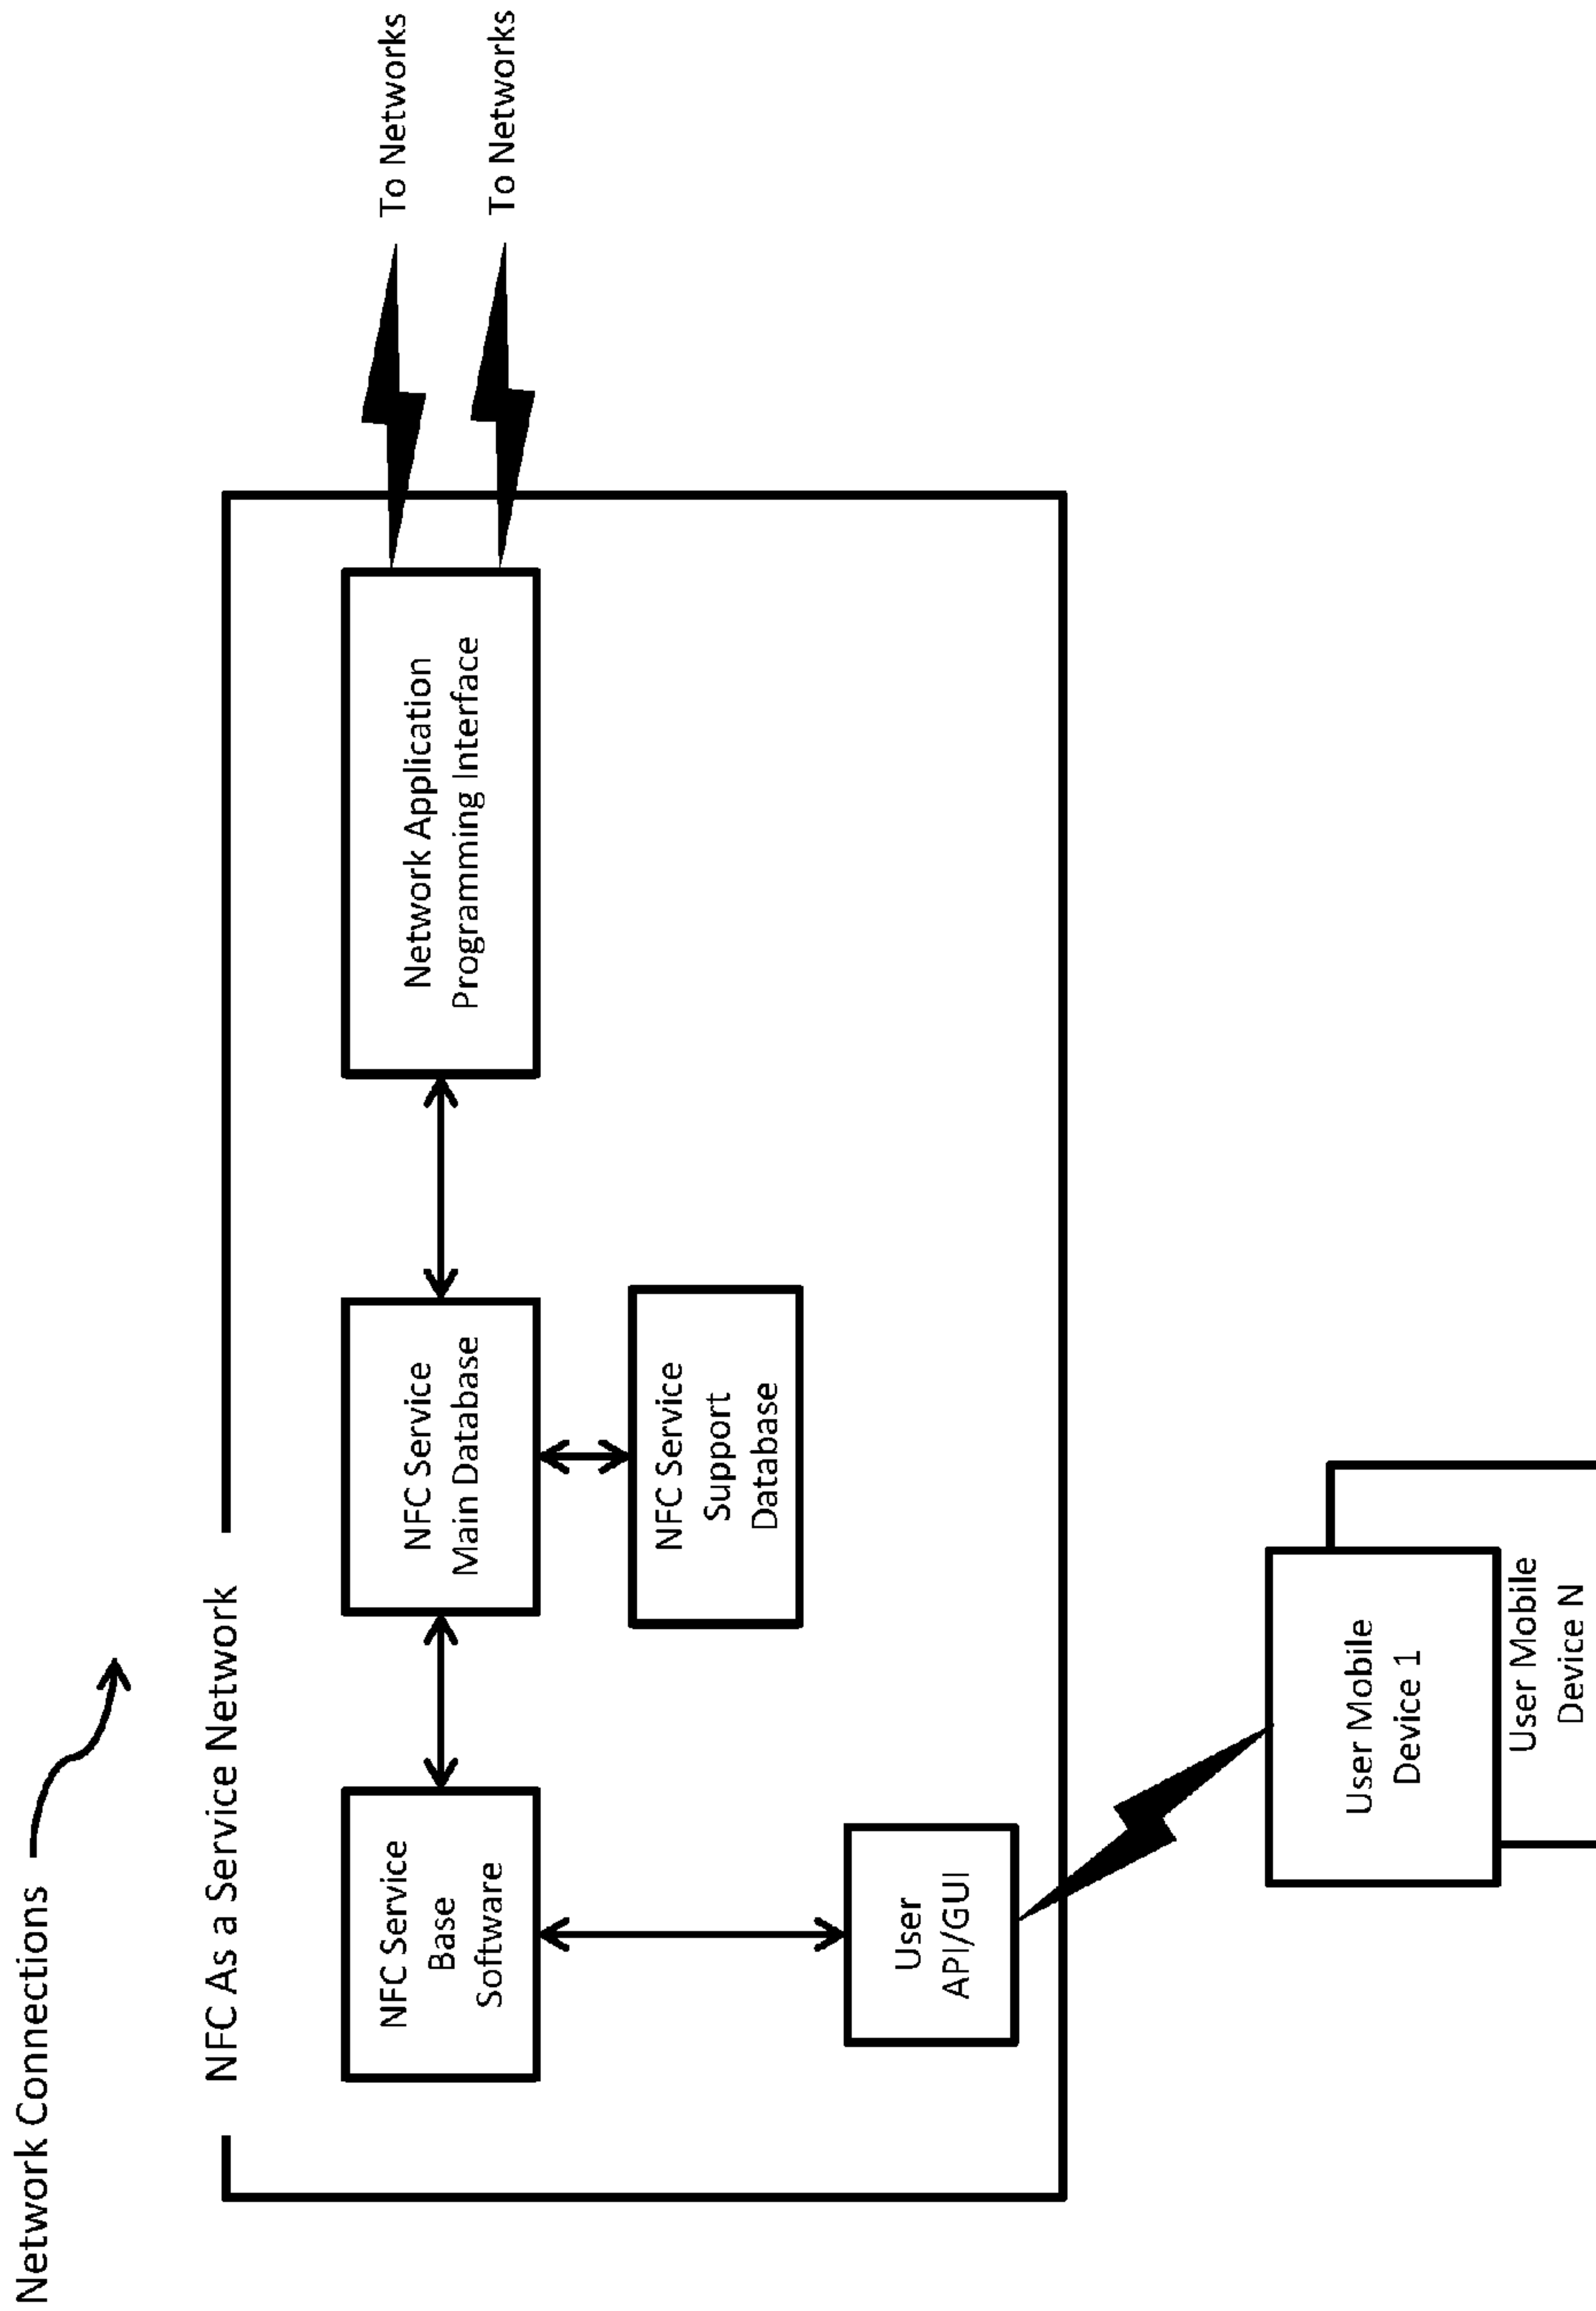 Network Connections
NFC As a Service Network
NFC Service
Base
Software
NFC Service
Main Database
Network Application
Programming Interface
To Networks
To Networks
NFC Service
Support
Database
User
API/GUI
User Mobile
Device 1
User Mobile
Device N